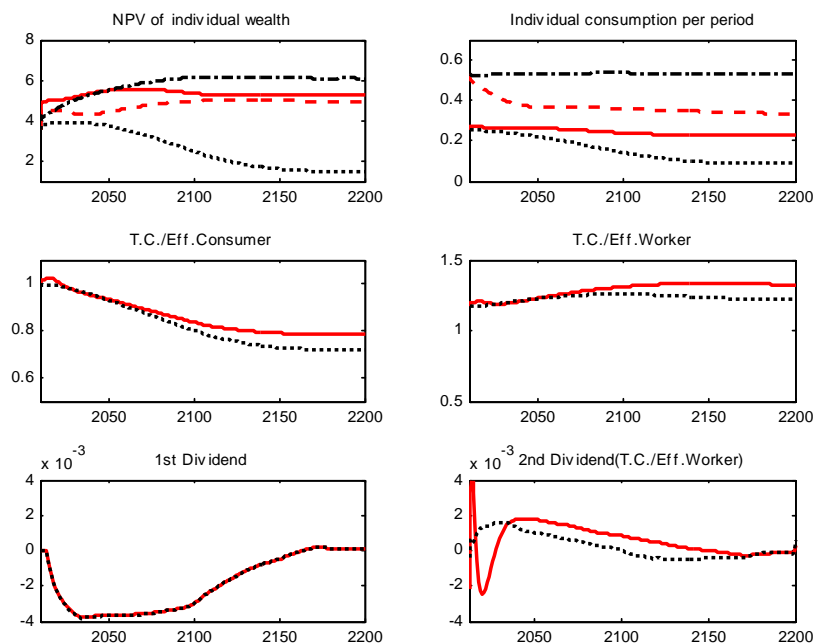 NPV of individual wealth
Individual consumption per period
8
6
4
2
2050 2100 2150 2200
0.6
0.4
0.2
0
2050 2100 2150 2200
T.C./Eff.Consumer
T.C./Eff.Worker
1
0.8
0.6
2050 2100 2150 2200
1.5
1
0.5
2050 2100 2150 2200
x 10^-3
1st Dividend
x 10^-3
2nd Dividend(T.C./Eff.Worker)
4
2
0
-2
-4
2050 2100 2150 2200
4
2
0
-2
-4
2050 2100 2150 2200